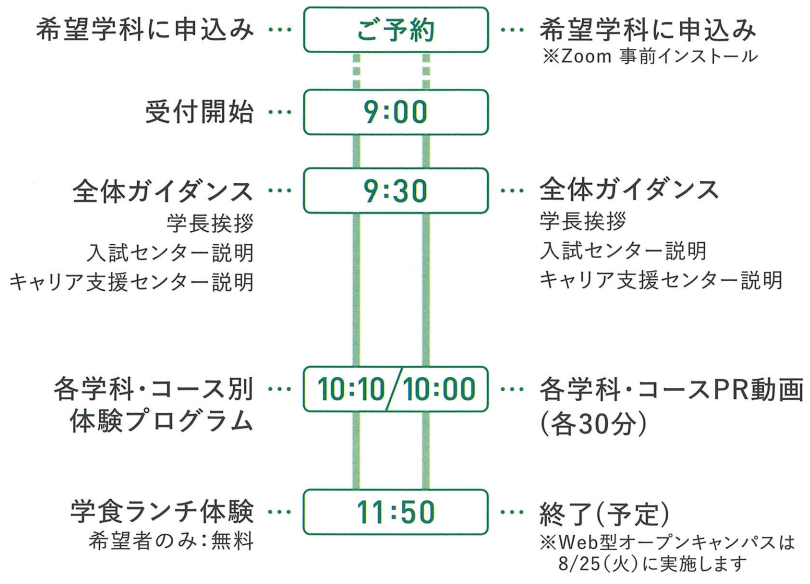 希望学科に申込み … ご予約 … 希望学科に申込み
※Zoom 事前インストール
受付開始 … 9:00
全体ガイダンス … 9:30 … 全体ガイダンス
学長挨拶 学長挨拶
入試センター説明 入試センター説明
キャリア支援センター説明 キャリア支援センター説明
各学科・コース別 … 10:10/10:00 … 各学科・コースPR動画
体験プログラム (各30分)
学食ランチ体験 … 11:50 … 終了(予定)
希望者のみ:無料 ※Web型オープンキャンパスは
8/25(火)に実施します